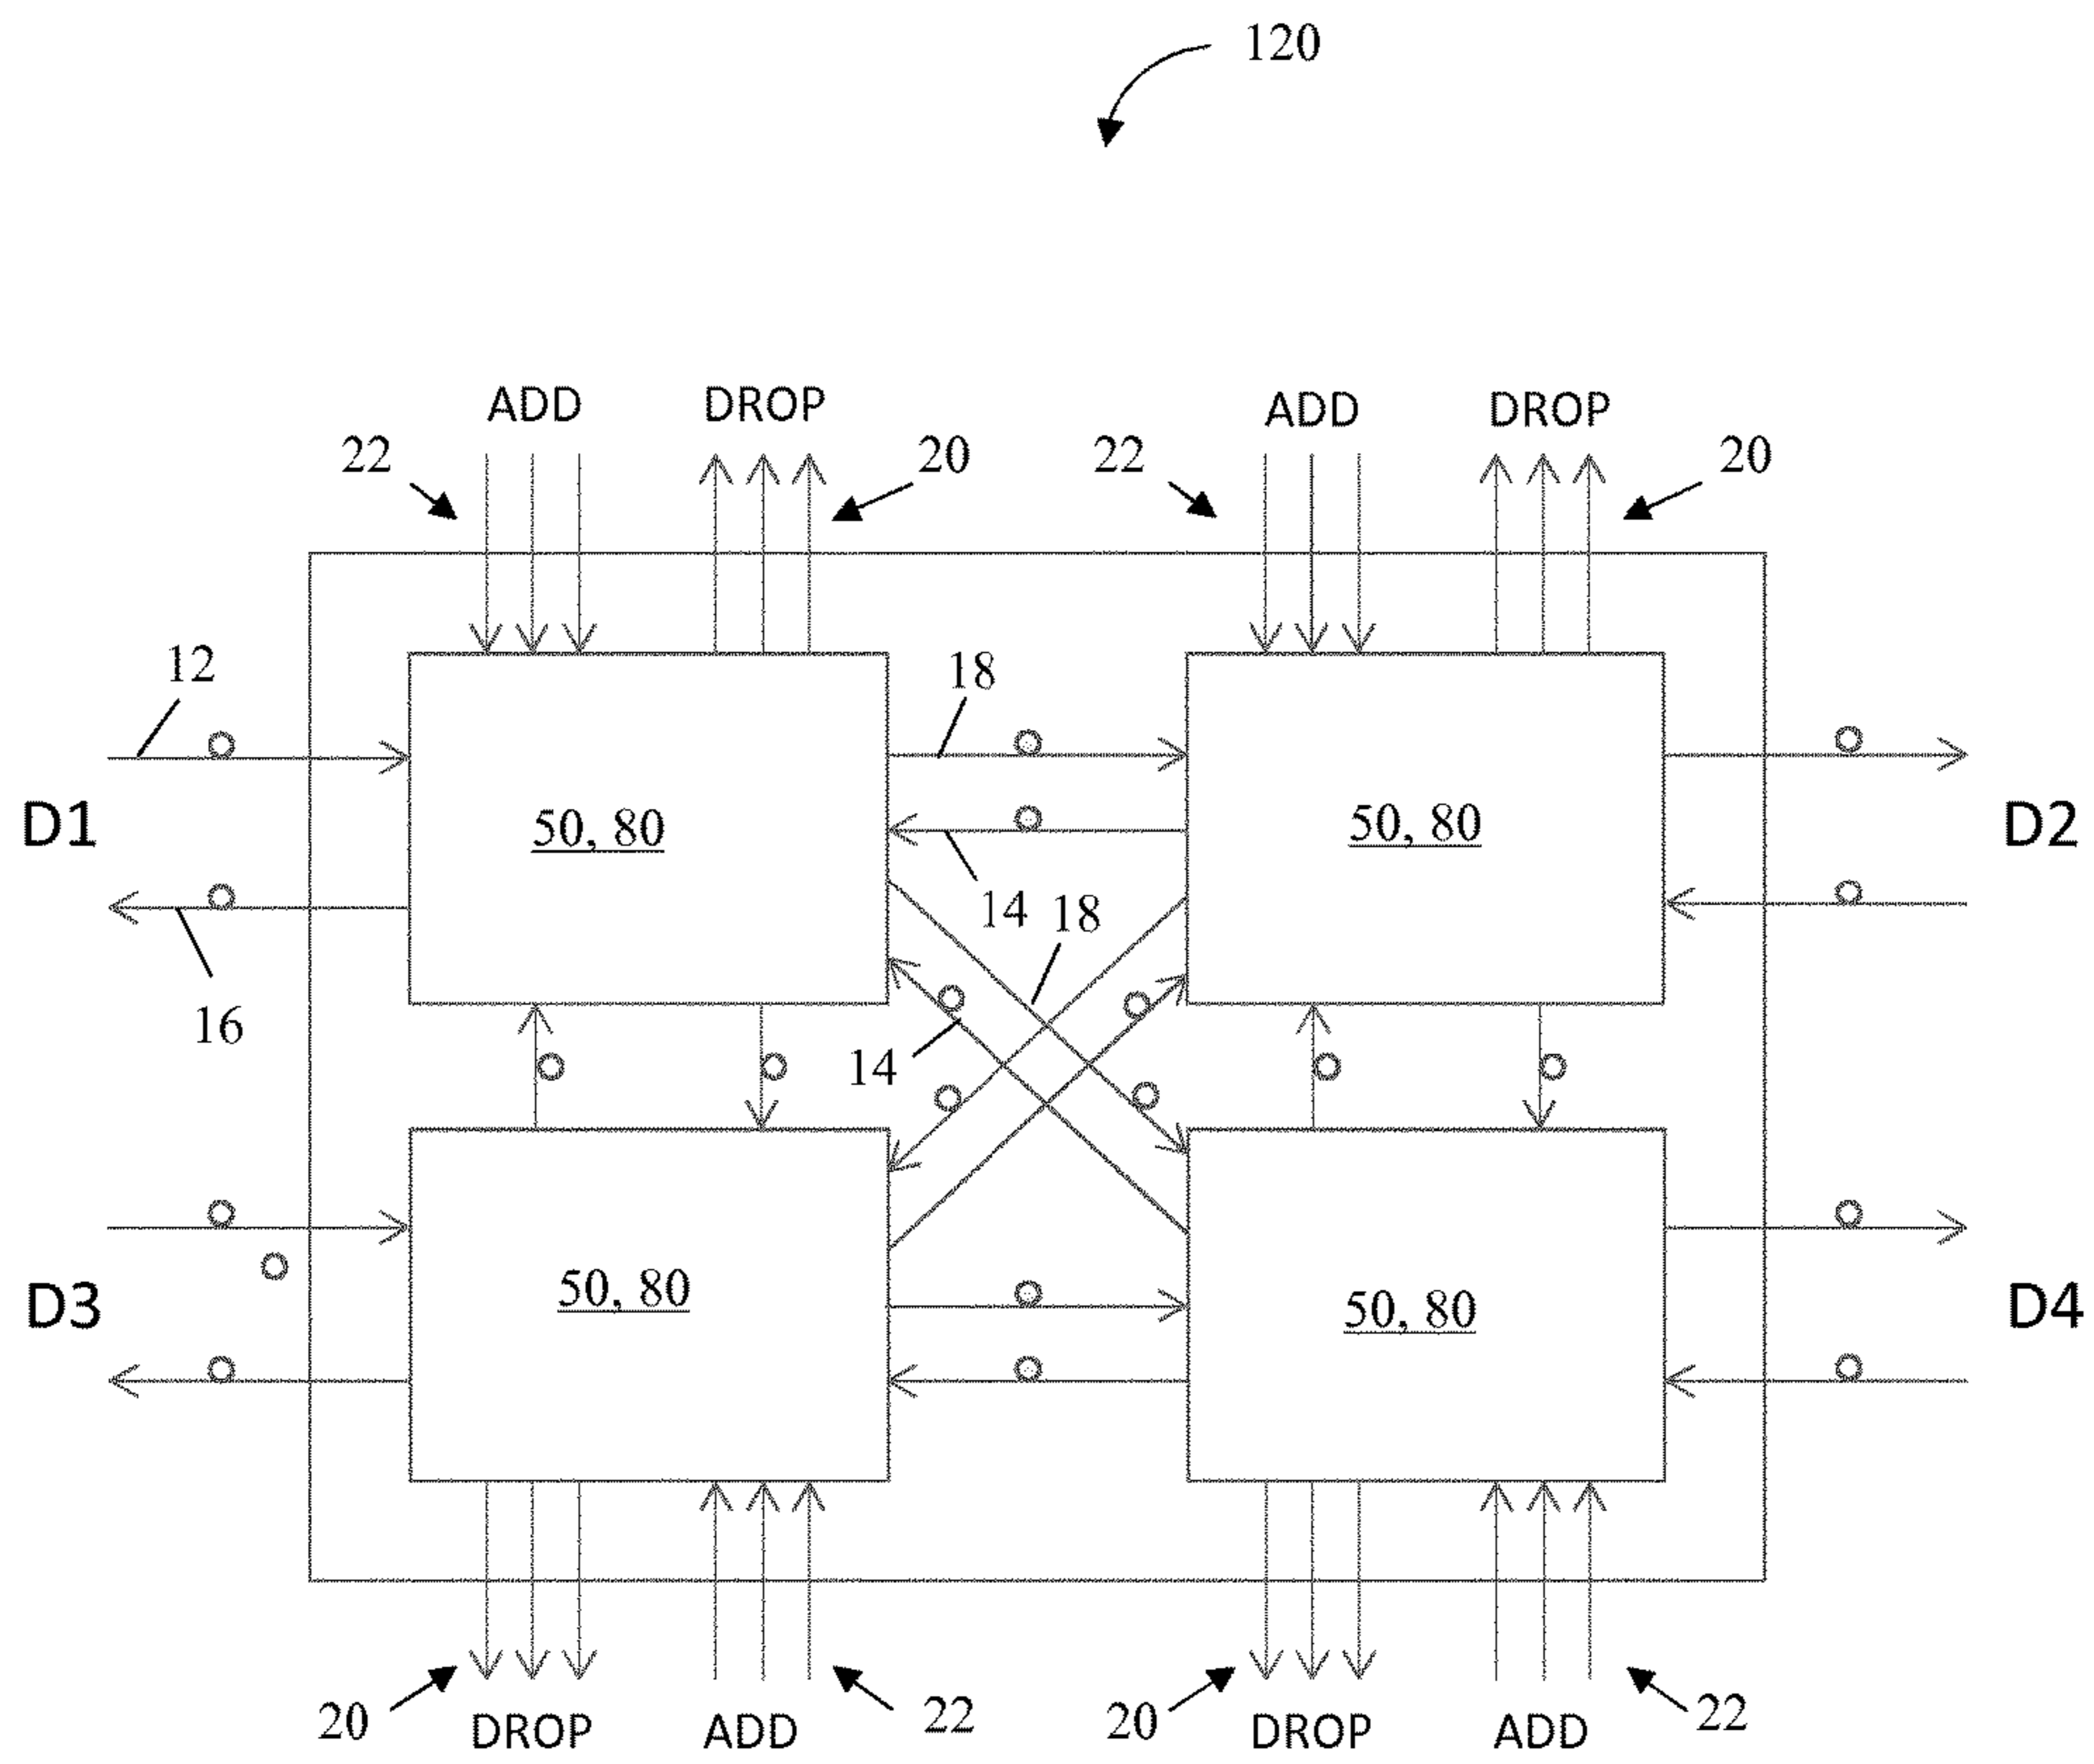 120
ADD DROP ADD DROP
22 20 22 20
12 18
D1 50, 80 50, 80 D2
14 18
16
14
D3 50, 80 50, 80 D4
20 DROP ADD 22 20 DROP ADD 22